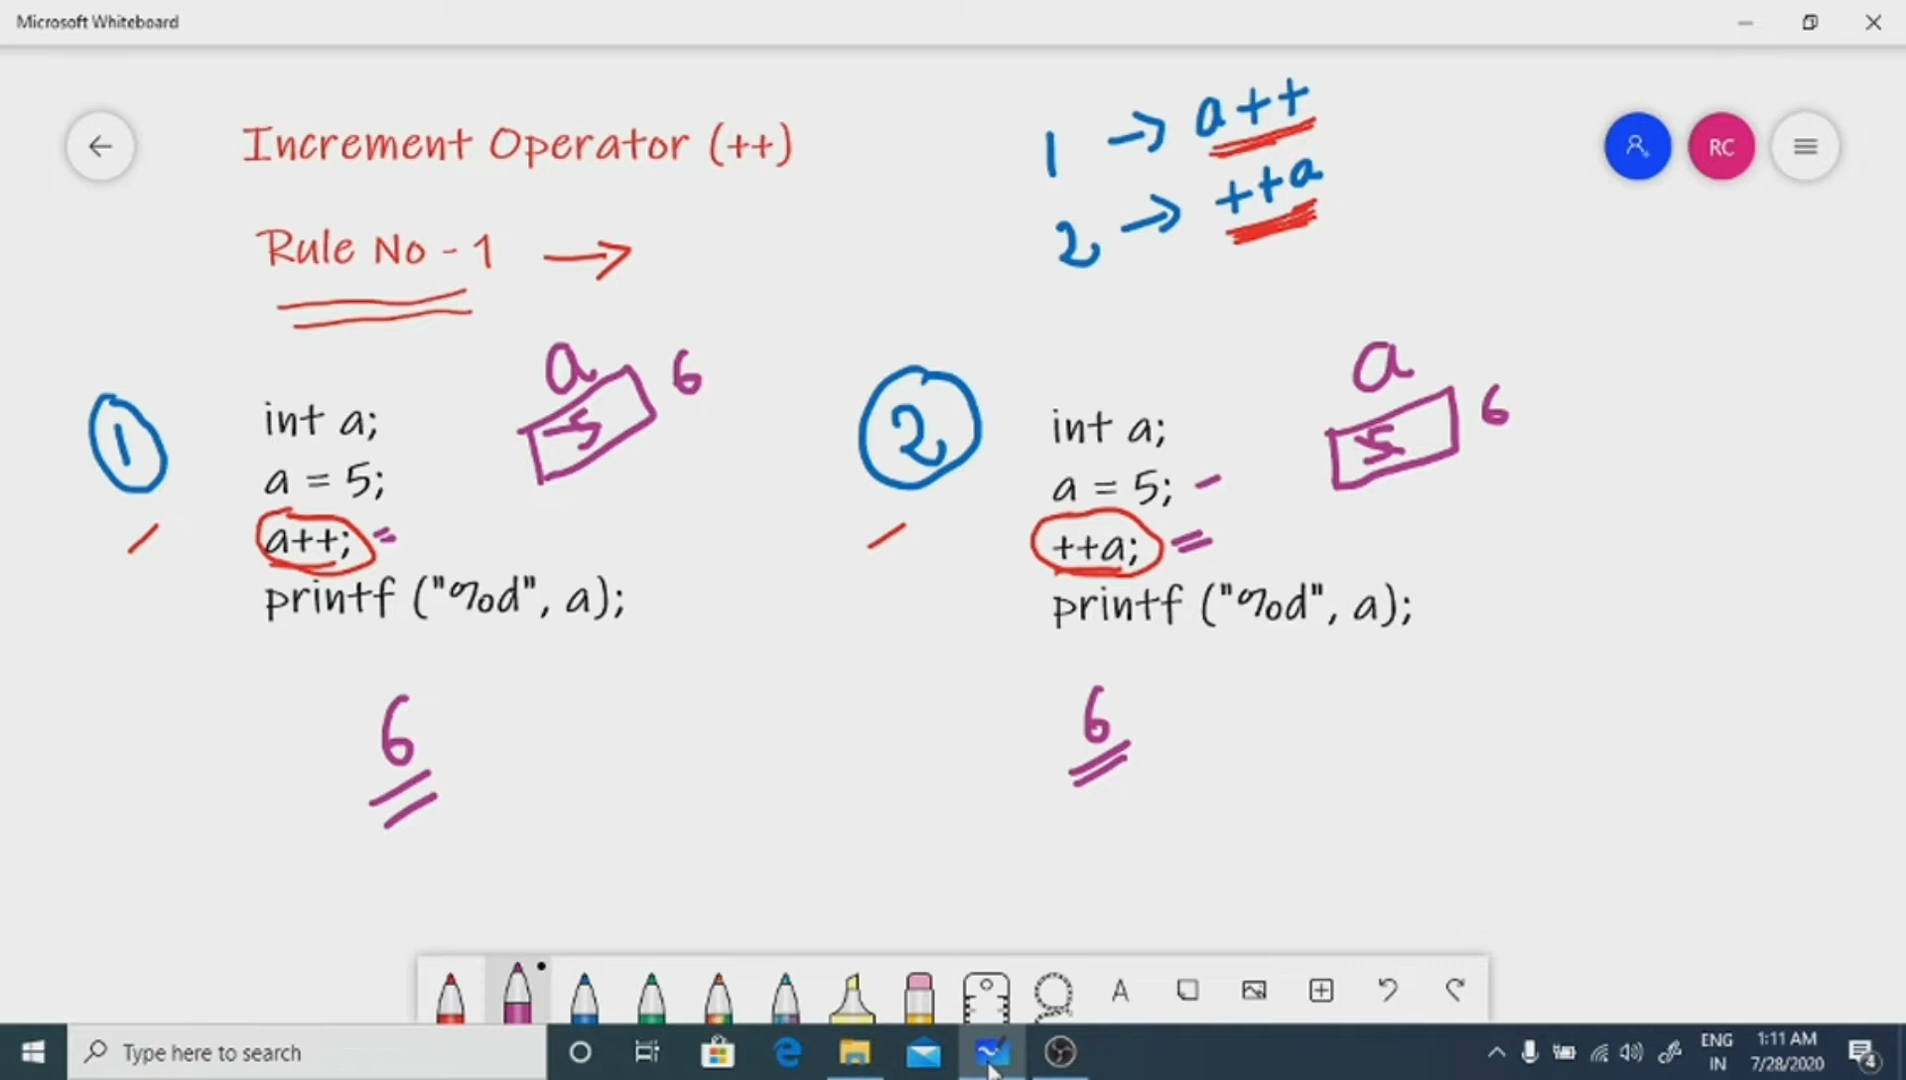 Microsoft Whiteboard
Increment Operator (++)
1 → a++
2 → ++a
RC
Rule No - 1 →
1
int a;
a = 5;
a++;
printf ("%d", a);
a
5
6
6
2
int a;
a = 5;
++a;
printf ("%d", a);
a
5
6
6
A
Type here to search
ENG
IN
1:11 AM
7/28/2020
4